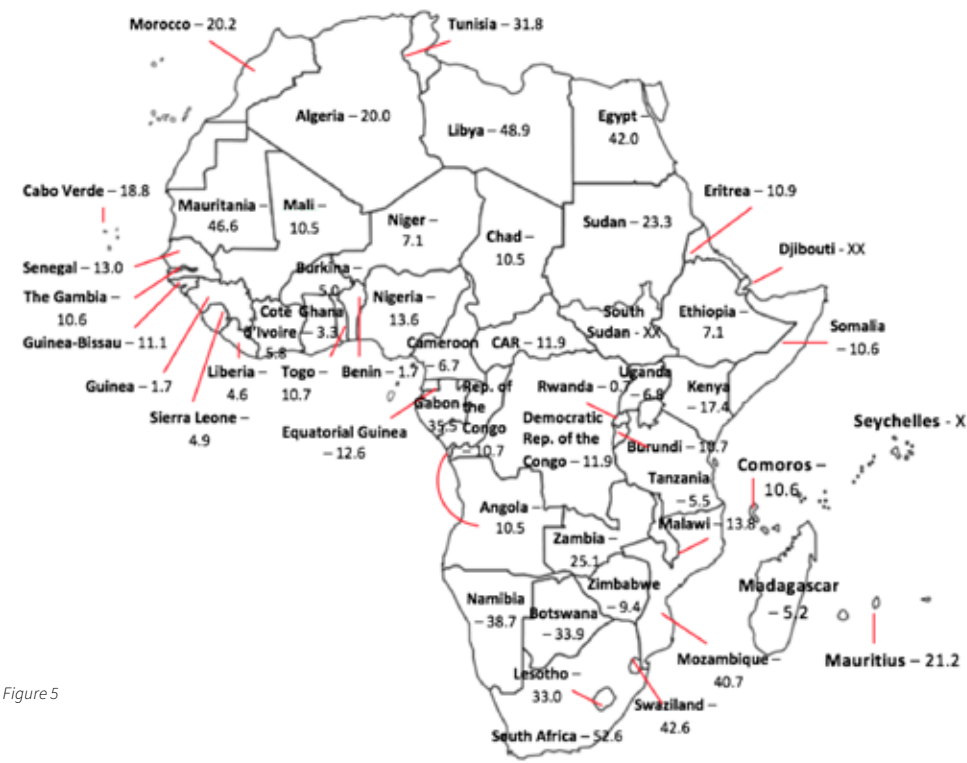 Morocco – 20.2
Tunisia – 31.8
Algeria – 20.0
Libya – 48.9
Egypt –
42.0
Cabo Verde – 18.8
Mauritania –
46.6
Mali –
10.5
Niger –
7.1
Chad –
10.5
Sudan – 23.3
Eritrea – 10.9
Djibouti - XX
Senegal – 13.0
The Gambia –
10.6
Guinea-Bissau – 11.1
Burkina –
5.0
Nigeria –
13.6
Cote
d'Ivoire –
5.8
Ghana
– 3.3
South
Sudan - XX
Ethiopia –
7.1
Somalia
– 10.6
Guinea – 1.7
Sierra Leone –
4.9
Liberia –
4.6
Togo –
10.7
Benin – 1.7
Cameroon
– 6.7
CAR – 11.9
Equatorial Guinea
– 12.6
Gabon –
35.5
Rep. of
the
Congo
– 10.7
Rwanda – 0.7
Uganda
– 6.8
Kenya
– 17.4
Democratic
Rep. of the
Congo – 11.9
Burundi – 10.7
Tanzania
– 5.5
Seychelles - X
Comoros –
10.6
Angola –
10.5
Zambia –
25.1
Malawi – 13.8
Zimbabwe
– 9.4
Namibia
– 38.7
Botswana
– 33.9
Madagascar
– 5.2
Mauritius – 21.2
Mozambique –
40.7
Lesotho –
33.0
Swaziland –
42.6
South Africa – 52.6
Figure 5